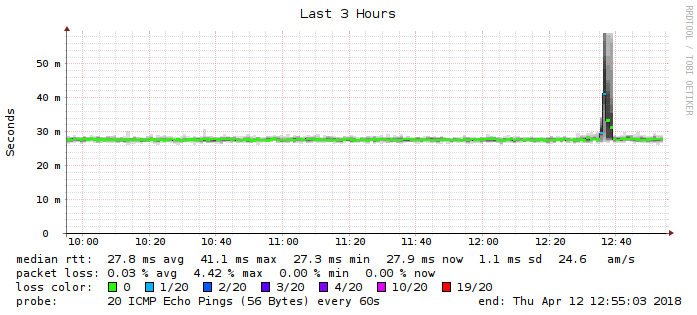 Last 3 Hours
RRDTOOL / TOBI OETIKER
Seconds
50 m
40 m
30 m
20 m
10 m
0
10:00 10:20 10:40 11:00 11:20 11:40 12:00 12:20 12:40
median rtt: 27.8 ms avg 41.1 ms max 27.3 ms min 27.9 ms now 1.1 ms sd 24.6 am/s
packet loss: 0.03 % avg 4.42 % max 0.00 % min 0.00 % now
loss color: 0 1/20 2/20 3/20 4/20 10/20 19/20
probe: 20 ICMP Echo Pings (56 Bytes) every 60s end: Thu Apr 12 12:55:03 2018